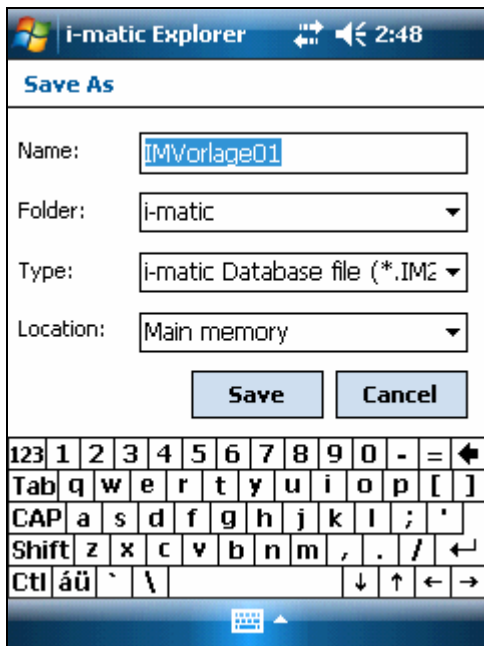 i-matic Explorer 2:48
Save As
Name: IMVorlage01
Folder: i-matic
Type: i-matic Database file (*.IM2
Location: Main memory
Save Cancel
123 1 2 3 4 5 6 7 8 9 0 - =
Tab q w e r t y u i o p [ ]
CAP a s d f g h j k l ; '
Shift z x c v b n m , . /
Ctl áü ` \